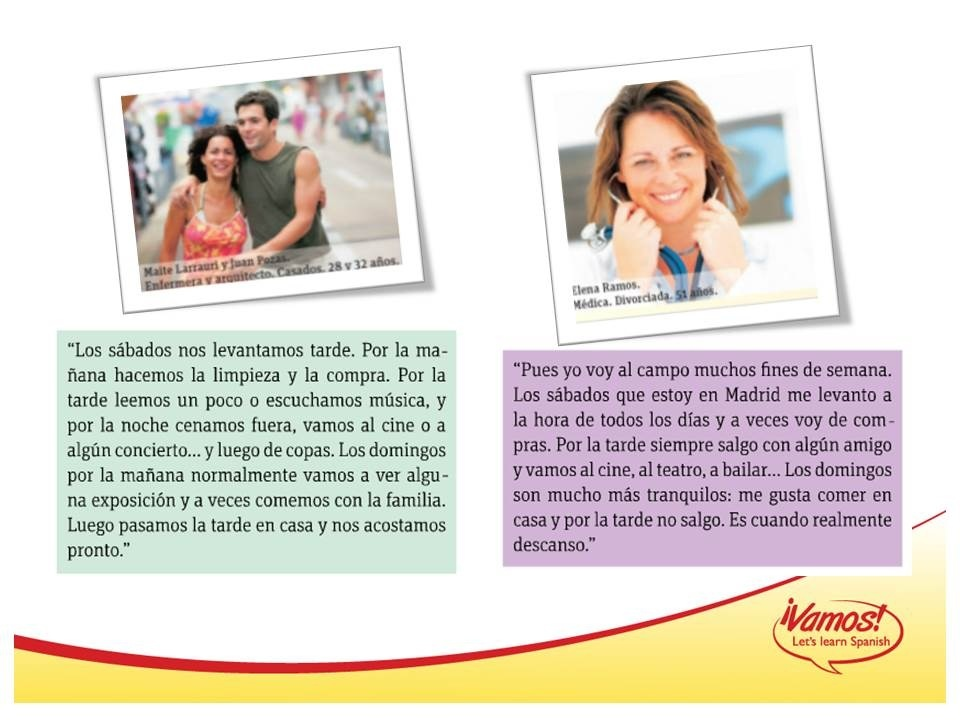 Maite Larrauri y Juan Pozas.
Enfermera y arquitecto. Casados. 28 y 32 años.
“Los sábados nos levantamos tarde. Por la ma-
ñana hacemos la limpieza y la compra. Por la
tarde leemos un poco o escuchamos música, y
por la noche cenamos fuera, vamos al cine o a
algún concierto... y luego de copas. Los domingos
por la mañana normalmente vamos a ver algu-
na exposición y a veces comemos con la familia.
Luego pasamos la tarde en casa y nos acostamos
pronto.”
Elena Ramos.
Médica. Divorciada. 51 años.
“Pues yo voy al campo muchos fines de semana.
Los sábados que estoy en Madrid me levanto a
la hora de todos los días y a veces voy de com-
pras. Por la tarde siempre salgo con algún amigo
y vamos al cine, al teatro, a bailar... Los domingos
son mucho más tranquilos: me gusta comer en
casa y por la tarde no salgo. Es cuando realmente
descanso.”
¡Vamos!
Let's learn Spanish